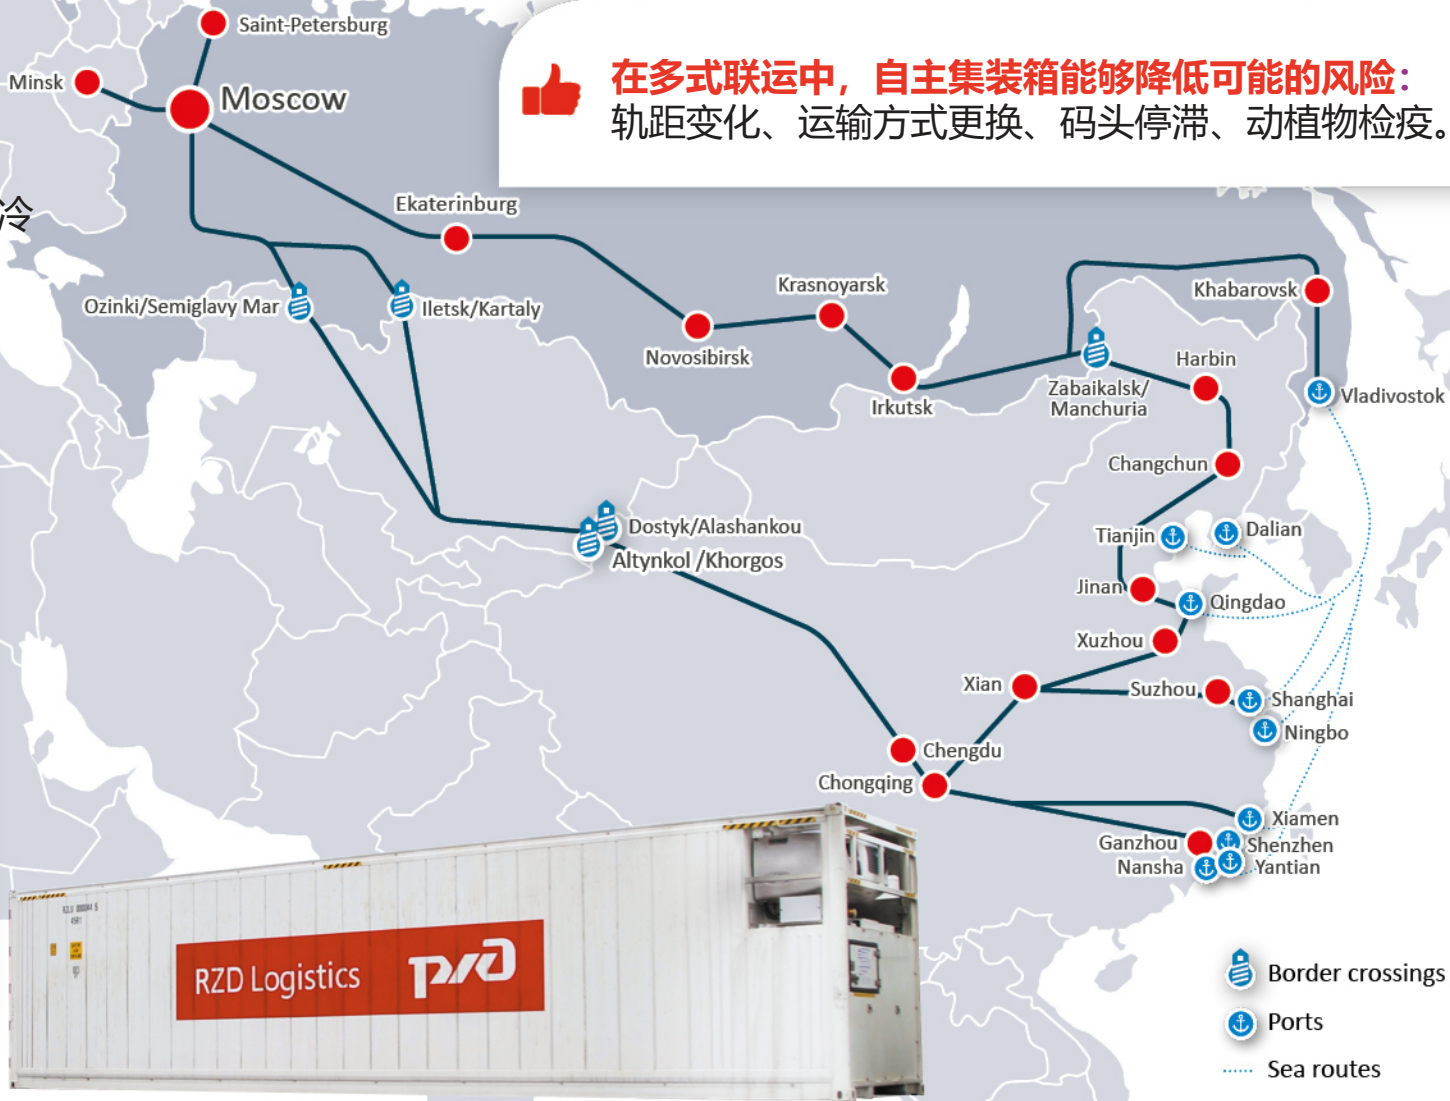 Saint-Petersburg
Minsk
Moscow
在多式联运中，自主集装箱能够降低可能的风险：
轨距变化、运输方式更换、码头停滞、动植物检疫。
冷
Ekaterinburg
Ozinki/Semiglavy Mar
Iletsk/Kartaly
Krasnoyarsk
Khabarovsk
Novosibirsk
Harbin
Irkutsk
Zabaikalsk/
Manchuria
Vladivostok
Changchun
Dostyk/Alashankou
Tianjin
Dalian
Altynkol /Khorgos
Jinan
Qingdao
Xuzhou
Xian
Suzhou
Shanghai
Ningbo
Chengdu
Chongqing
Xiamen
Ganzhou
Shenzhen
Nansha
Yantian
RZD Logistics
Border crossings
Ports
Sea routes